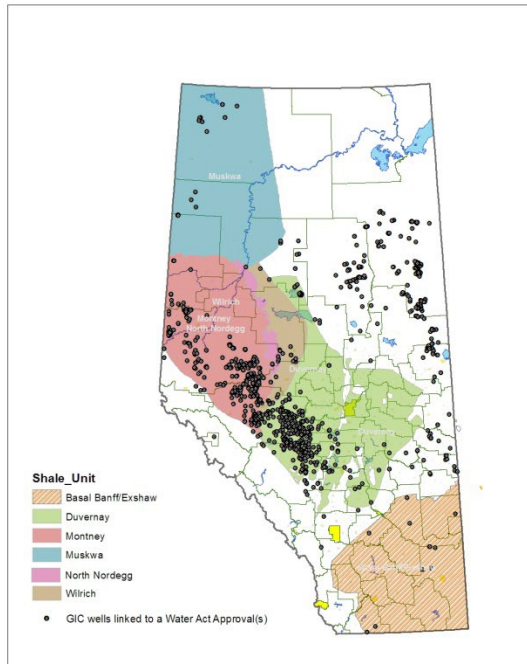 Muskwa
Wilrich
Montney
North Nordegg
Duvernay
Duvernay
Shale_Unit
Basal Banff/Exshaw
Duvernay
Montney
Muskwa
North Nordegg
Wilrich
GIC wells linked to a Water Act Approval(s)